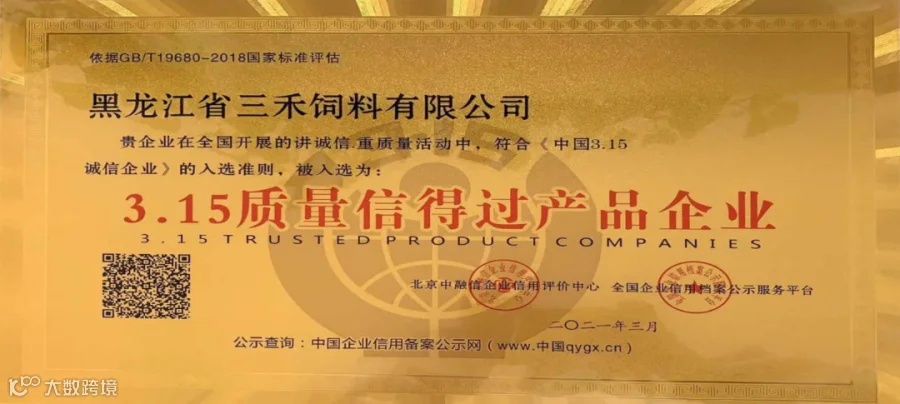 依据GB/T19680-2018国家标准评估
黑龙江省三禾饲料有限公司
贵企业在全国开展的讲诚信.重质量活动中，符合《中国3.15
诚信企业》的入选准则，被入选为：
3.15质量信得过产品企业
3.15 TRUSTED PRODUCT COMPANIES
北京中融信企业信用评价中心 全国企业信用档案公示服务平台
二〇二一年三月
公示查询：中国企业信用备案公示网（www.中国qygx.cn）
大数跨境